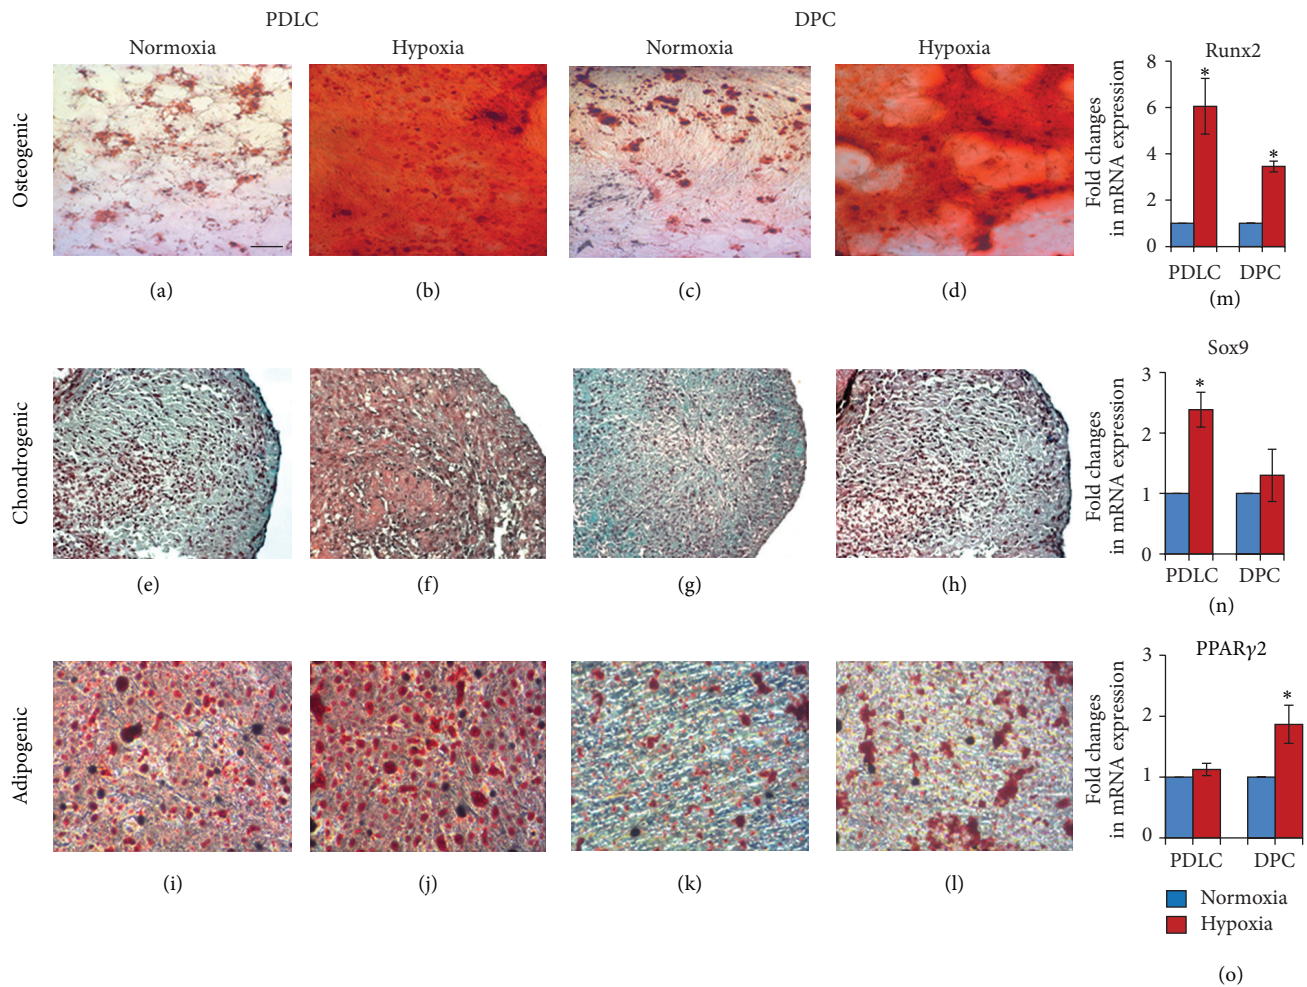 PDLC DPC
Normoxia Hypoxia Normoxia Hypoxia
Osteogenic
(a) (b) (c) (d)
Runx2
Fold changes
in mRNA expression
8
6
4
2
0
*
*
PDLC DPC
(m)
Chondrogenic
(e) (f) (g) (h)
Sox9
Fold changes
in mRNA expression
3
2
1
0
*
PDLC DPC
(n)
Adipogenic
(i) (j) (k) (l)
PPARγ2
Fold changes
in mRNA expression
3
2
1
0
*
PDLC DPC
Normoxia
Hypoxia
(o)